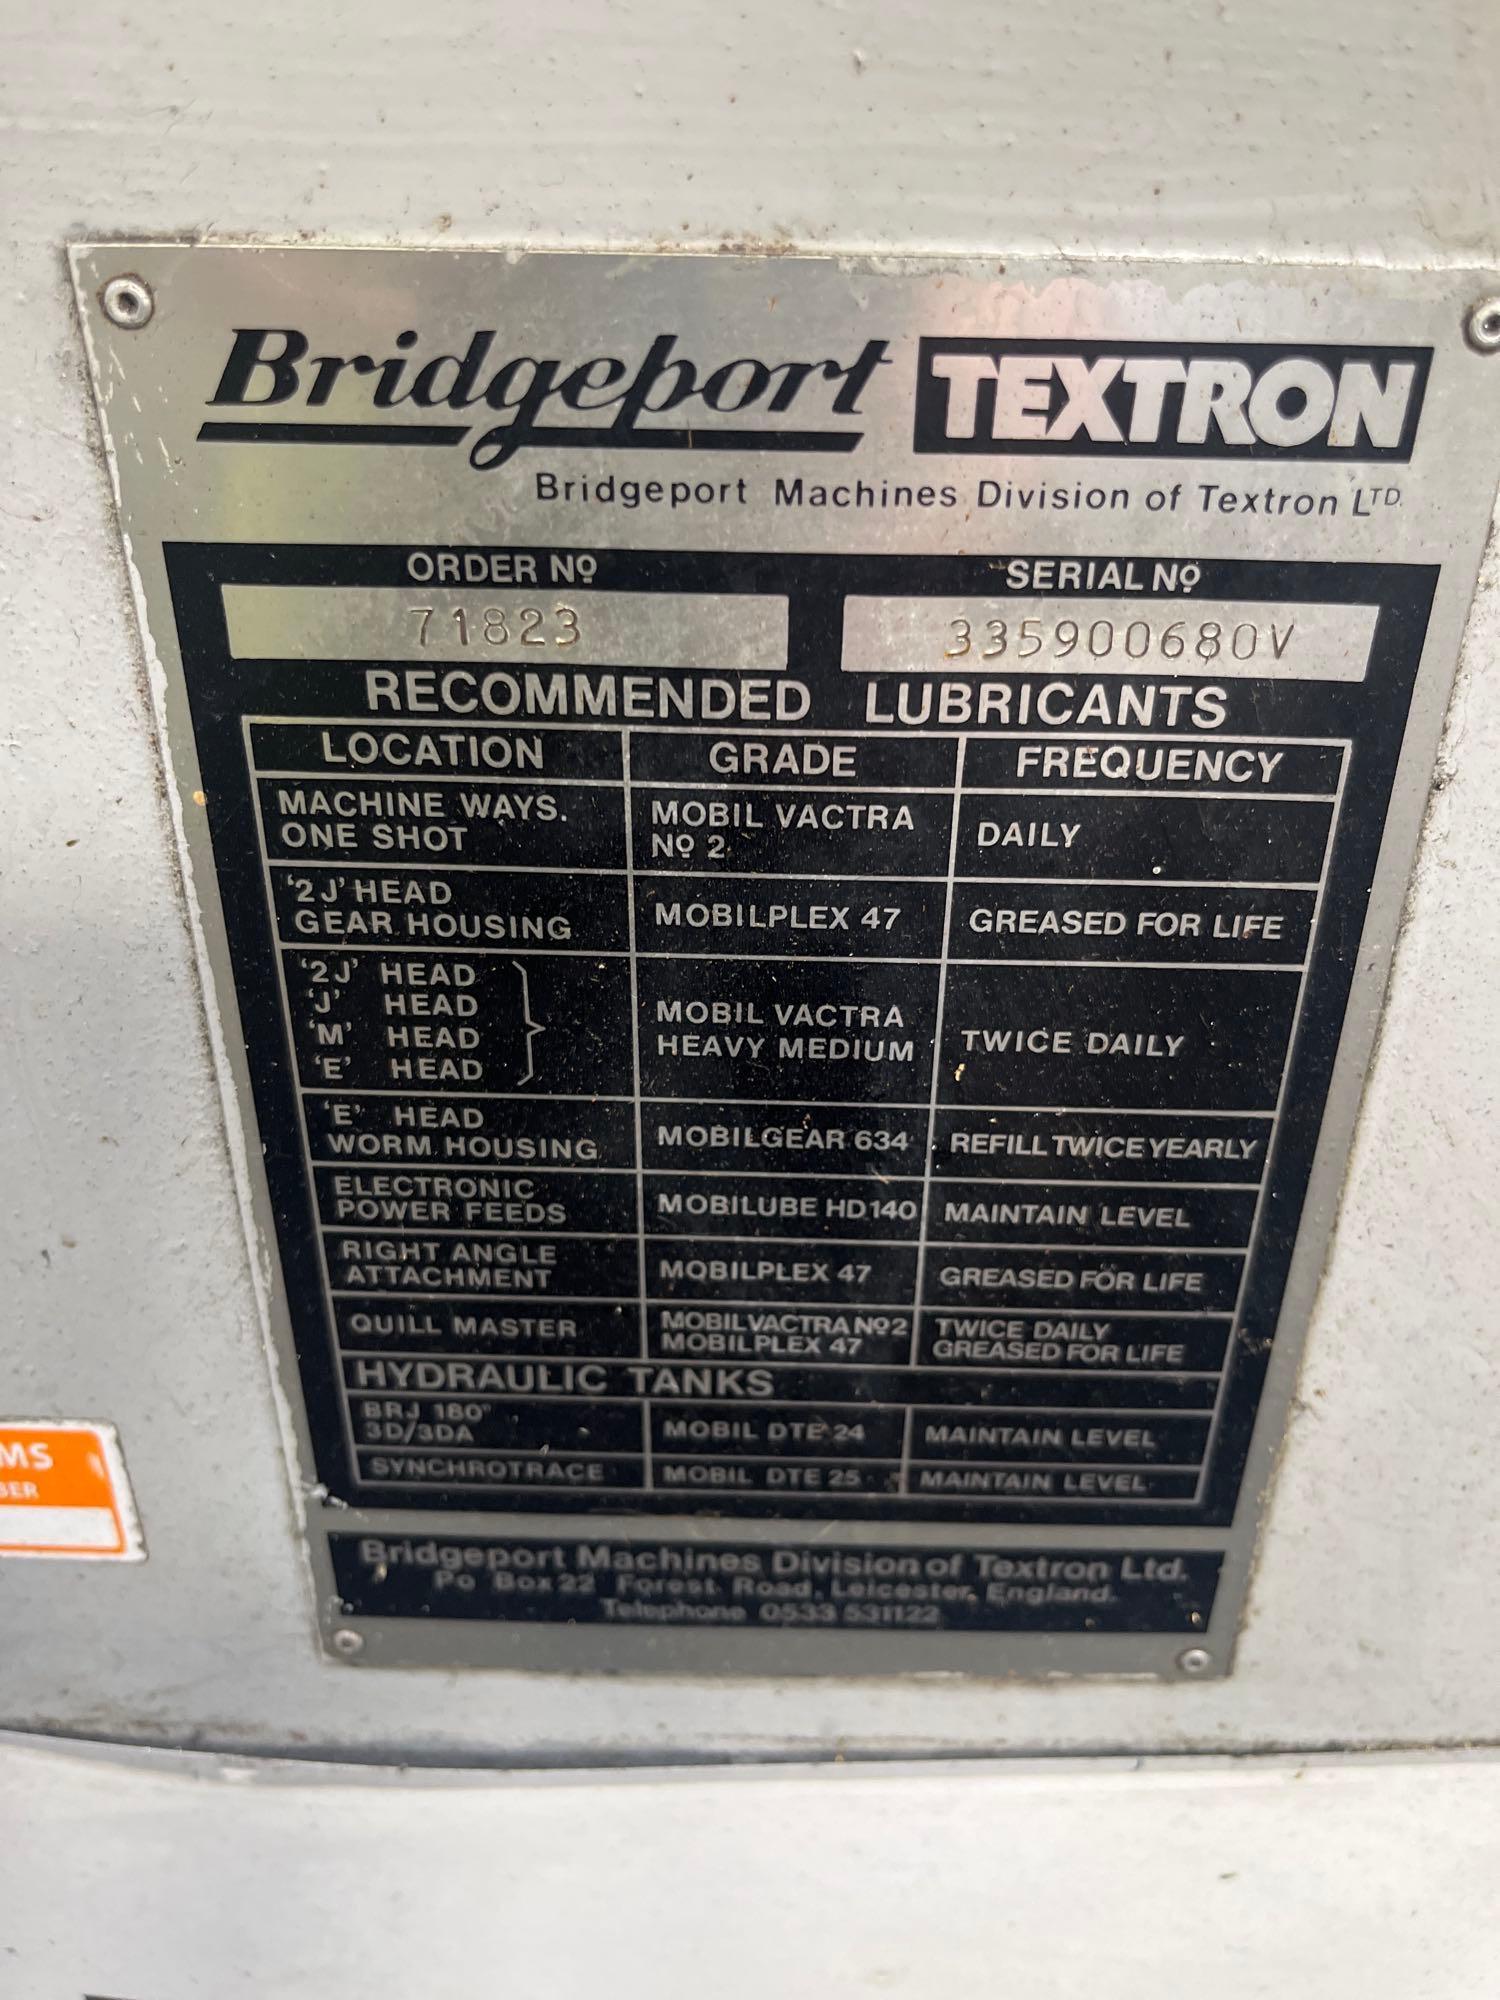 Bridgeport TEXTRON
Bridgeport Machines Division of Textron LTD.
ORDER Nº SERIAL Nº
71823 335900680V
RECOMMENDED LUBRICANTS
LOCATION GRADE FREQUENCY
MACHINE WAYS. ONE SHOT MOBIL VACTRA Nº 2 DAILY
'2J' HEAD GEAR HOUSING MOBILPLEX 47 GREASED FOR LIFE
'2J' HEAD
'J' HEAD
'M' HEAD
'E' HEAD
MOBIL VACTRA HEAVY MEDIUM TWICE DAILY
'E' HEAD WORM HOUSING MOBILGEAR 634 REFILL TWICE YEARLY
ELECTRONIC POWER FEEDS MOBILUBE HD140 MAINTAIN LEVEL
RIGHT ANGLE ATTACHMENT MOBILPLEX 47 GREASED FOR LIFE
QUILL MASTER MOBIL VACTRA Nº2 TWICE DAILY
MOBILPLEX 47 GREASED FOR LIFE
HYDRAULIC TANKS
BRJ 180° 3D/3DA MOBIL DTE 24 MAINTAIN LEVEL
SYNCHROTRACE MOBIL DTE 25 MAINTAIN LEVEL
Bridgeport Machines Division of Textron Ltd.
Po Box 22 Forest Road, Leicester, England.
Telephone 0533 531122
MS
BER